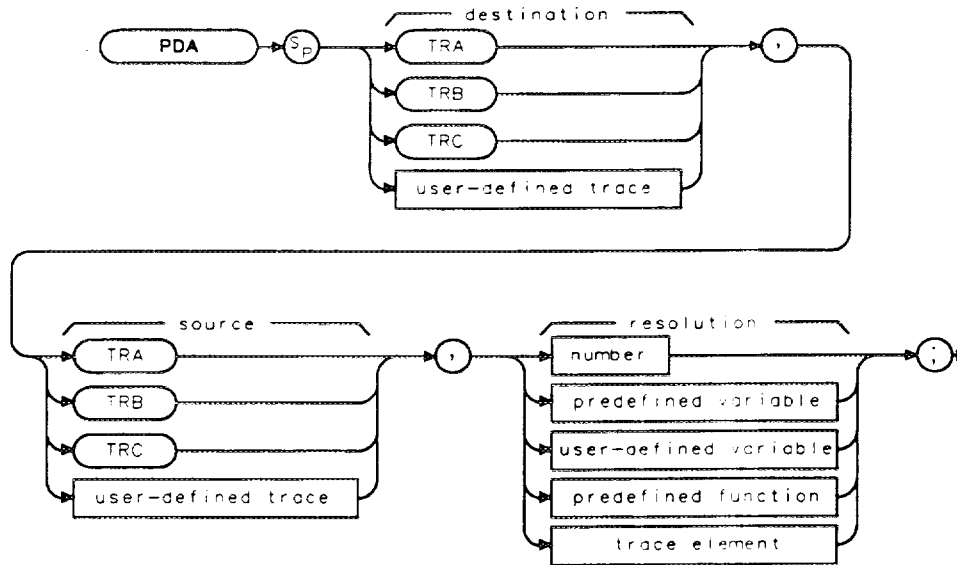 destination
PDA SP TRA ,
TRB
TRC
user-defined trace
source
TRA ,
TRB
TRC
user-defined trace
resolution
number ;
predefined variable
user-defined variable
predefined function
trace element